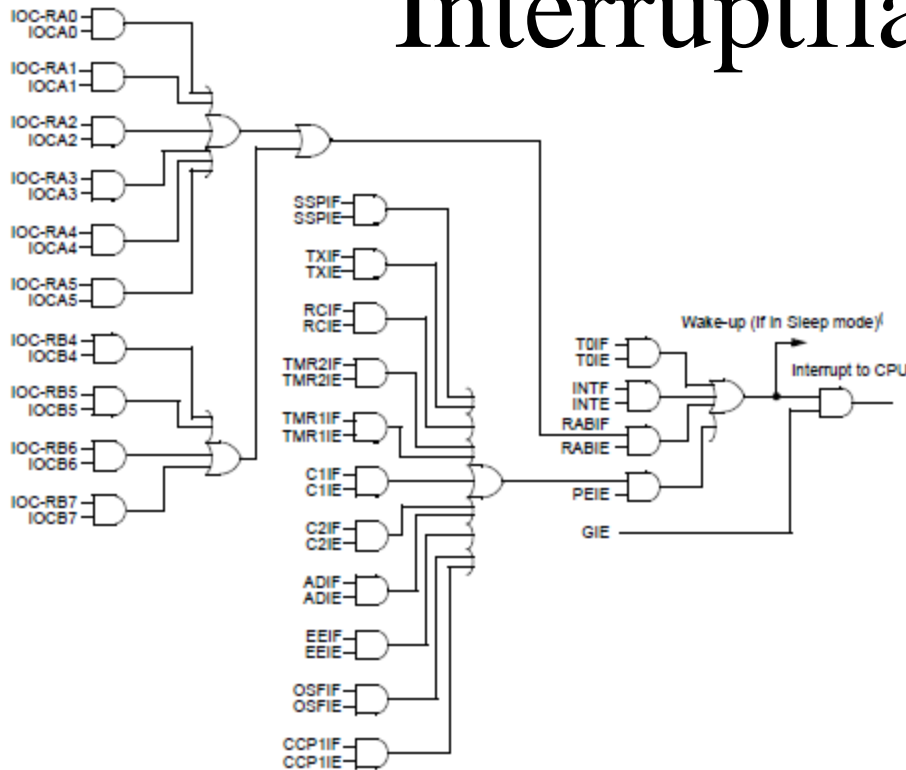 Interruptfla
IOC-RA0
IOCA0
IOC-RA1
IOCA1
IOC-RA2
IOCA2
IOC-RA3
IOCA3
IOC-RA4
IOCA4
IOC-RA5
IOCA5
IOC-RB4
IOCB4
IOC-RB5
IOCB5
IOC-RB6
IOCB6
IOC-RB7
IOCB7
SSPIF
SSPIE
TXIF
TXIE
RCIF
RCIE
TMR2IF
TMR2IE
TMR1IF
TMR1IE
C1IF
C1IE
C2IF
C2IE
ADIF
ADIE
EEIF
EEIE
OSFIF
OSFIE
CCP1IF
CCP1IE
Wake-up (If in Sleep mode)(
T0IF
T0IE
Interrupt to CPU
INTF
INTE
RABIF
RABIE
PEIE
GIE